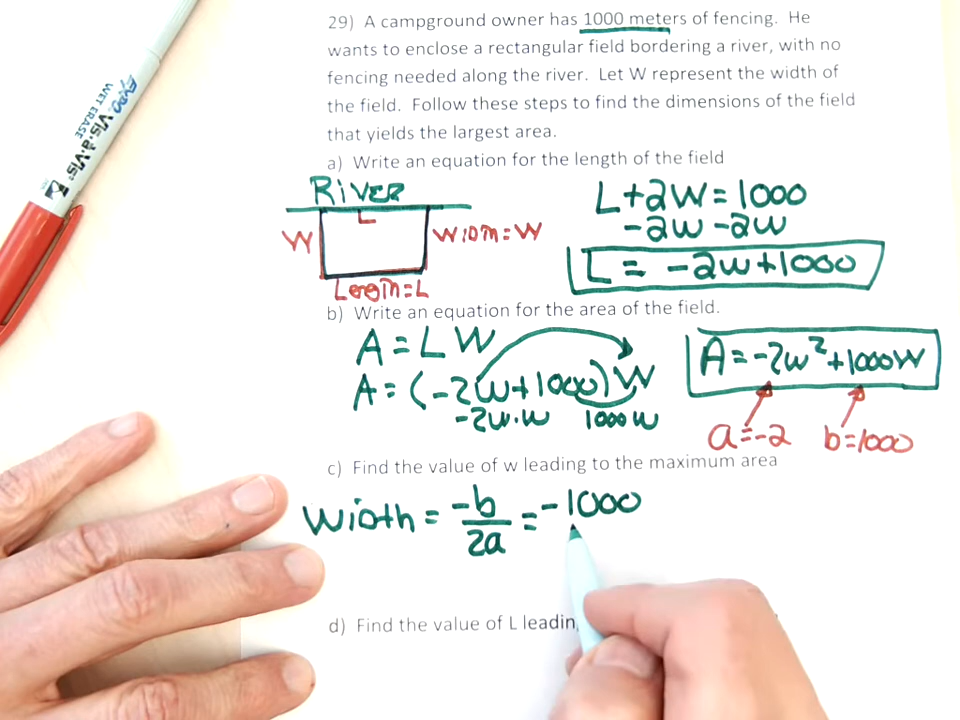 29) A campground owner has 1000 meters of fencing. He
wants to enclose a rectangular field bordering a river, with no
fencing needed along the river. Let W represent the width of
the field. Follow these steps to find the dimensions of the field
that yields the largest area.
a) Write an equation for the length of the field
RIVER
L
W
Width=W
Length=L
L+2W=1000
-2W -2W
L = -2W+1000
b) Write an equation for the area of the field.
A=LW
A=(-2W+1000)W
-2W·W 1000W
A=-2W²+1000W
a=-2 b=1000
c) Find the value of w leading to the maximum area
Width = -b/2a = -1000
d) Find the value of L
EXPO Vis-à-Vis
WET ERASE